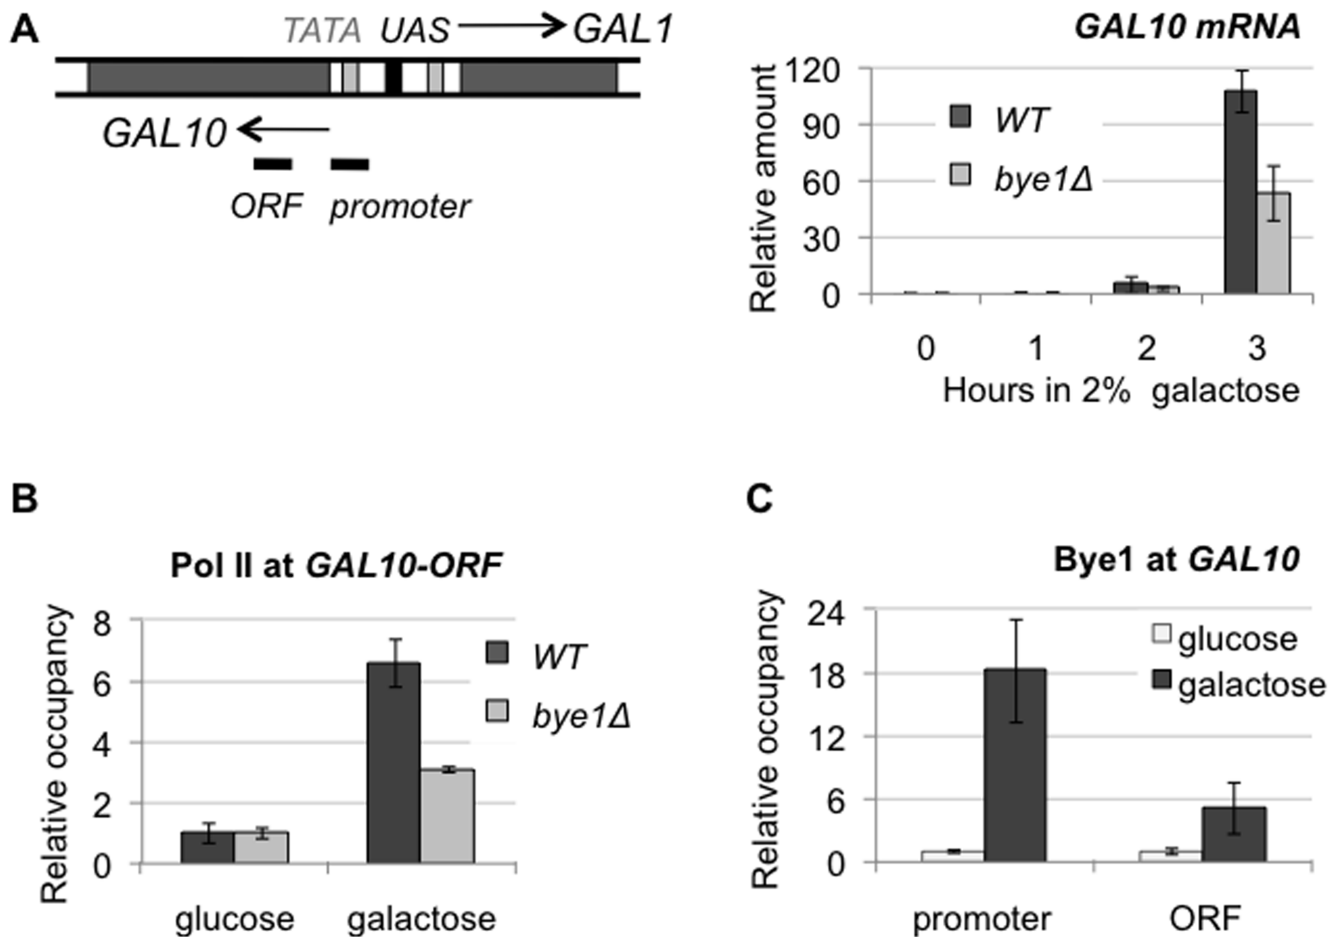 A
TATA UAS GAL1
GAL10
ORF promoter
GAL10 mRNA
Relative amount
120
90
60
30
0
WT
bye1Δ
0 1 2 3
Hours in 2% galactose
B
Pol II at GAL10-ORF
Relative occupancy
8
6
4
2
0
WT
bye1Δ
glucose galactose
C
Bye1 at GAL10
Relative occupancy
24
18
12
6
0
glucose
galactose
promoter ORF